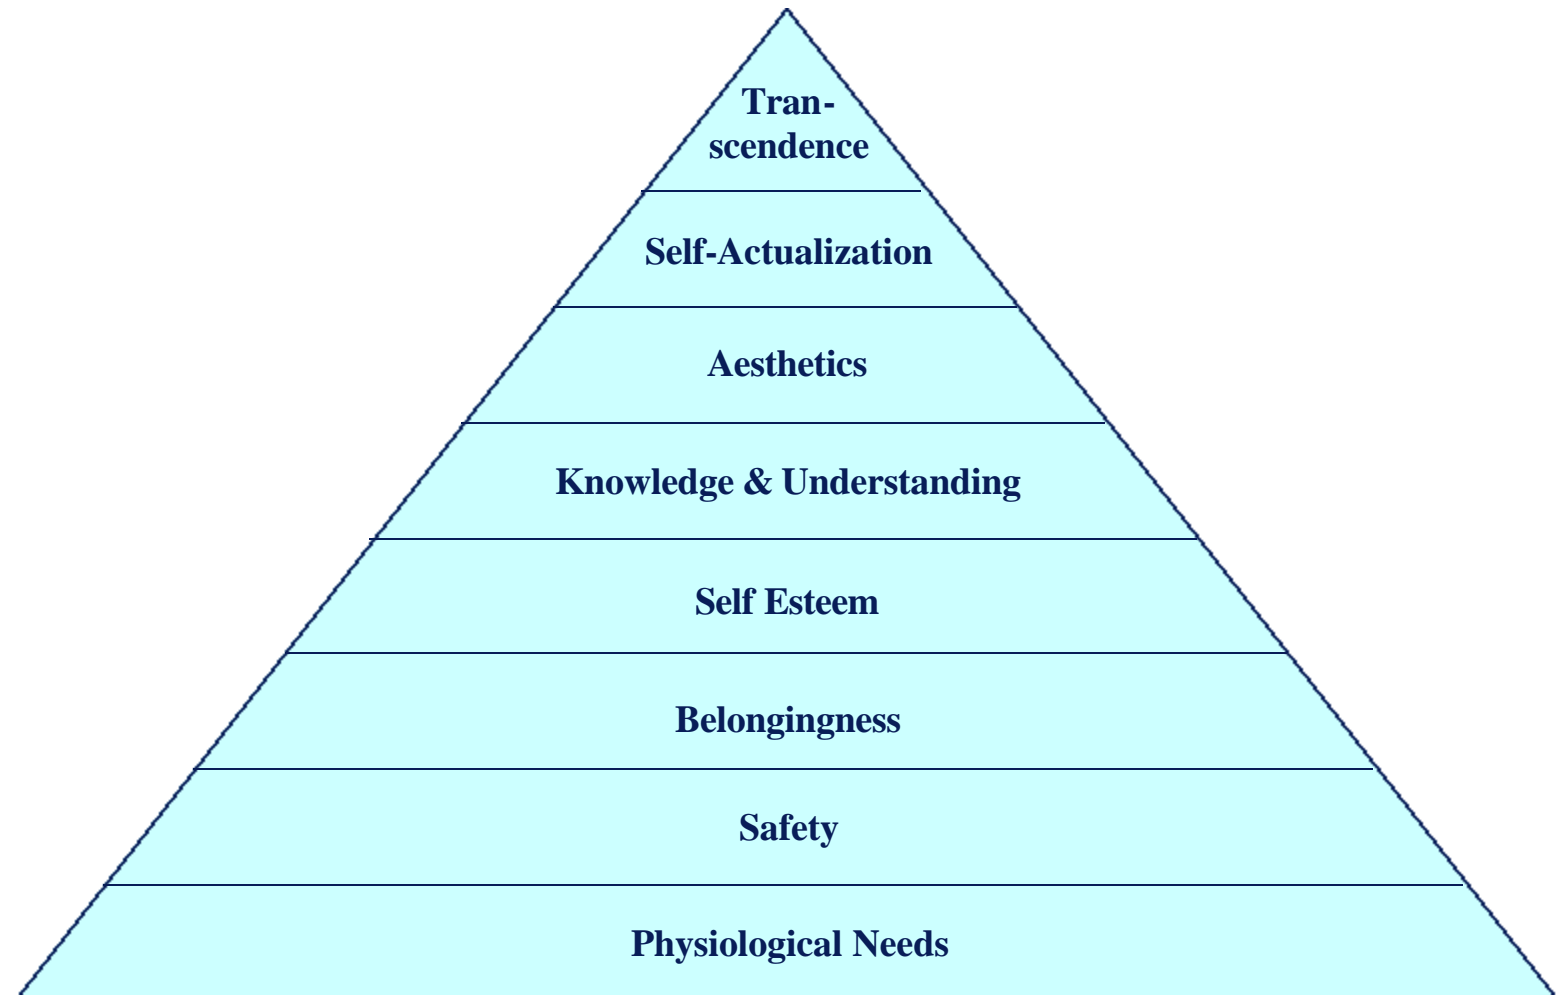 Tran-
scendence
Self-Actualization
Aesthetics
Knowledge & Understanding
Self Esteem
Belongingness
Safety
Physiological Needs